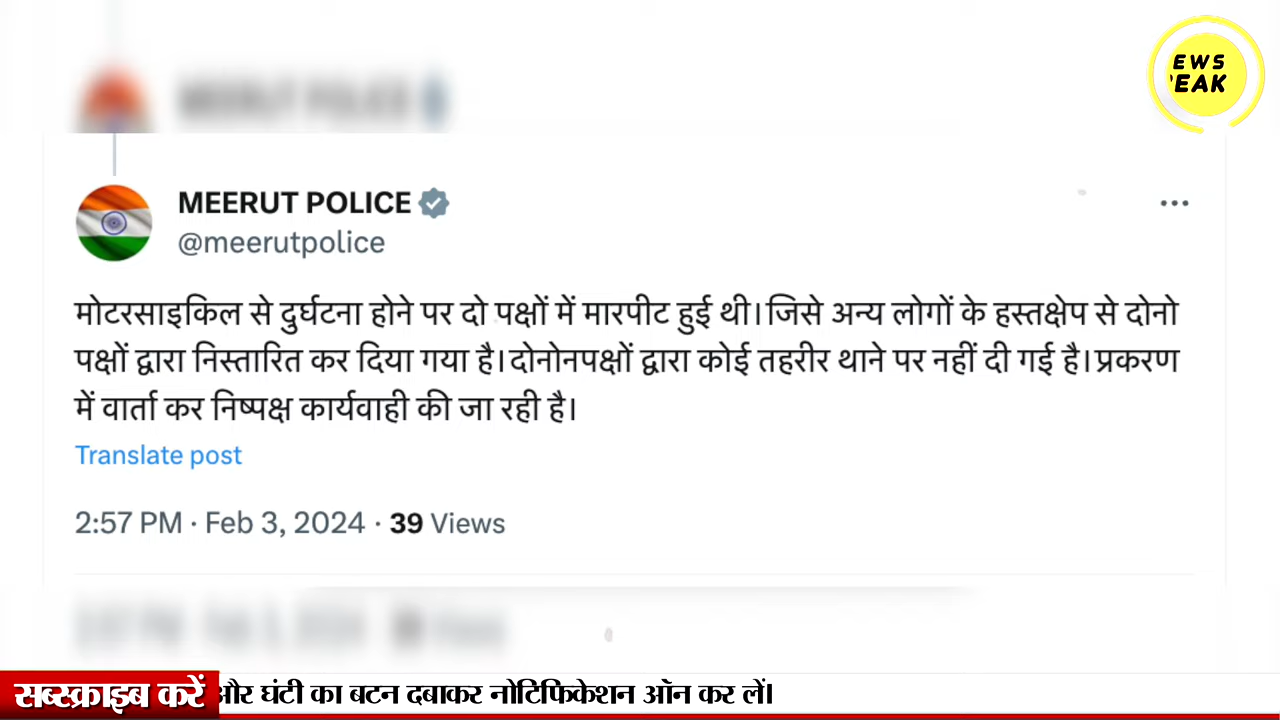 EWS
EAK
MEERUT POLICE
@meerutpolice
मोटरसाइकिल से दुर्घटना होने पर दो पक्षों में मारपीट हुई थी।जिसे अन्य लोगों के हस्तक्षेप से दोनो
पक्षों द्वारा निस्तारित कर दिया गया है।दोनोनपक्षों द्वारा कोई तहरीर थाने पर नहीं दी गई है।प्रकरण
में वार्ता कर निष्पक्ष कार्यवाही की जा रही है।
Translate post
2:57 PM · Feb 3, 2024 · 39 Views
सब्स्क्राइब करें और घंटी का बटन दबाकर नोटिफिकेशन ऑन कर लें।